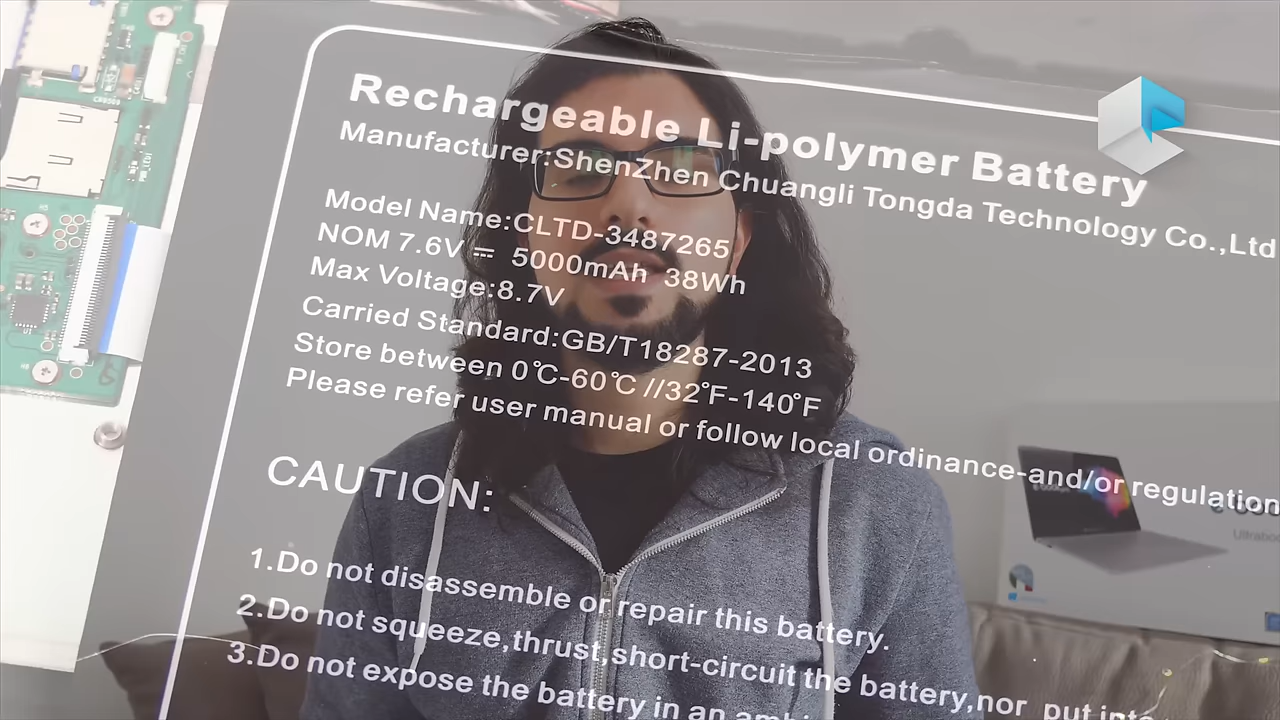 Rechargeable Li-polymer Battery
Manufacturer:ShenZhen Chuangli Tongda Technology Co.,Ltd
Model Name:CLTD-3487265
NOM 7.6V⎓ 5000mAh 38Wh
Max Voltage:8.7V
Carried Standard:GB/T18287-2013
Store between 0℃-60℃ //32℉-140℉
Please refer user manual or follow local ordinance-and/or regulation
CAUTION:
1.Do not disassemble or repair this battery.
2.Do not squeeze,thrust,short-circuit the battery,nor put into
3.Do not expose the battery in an